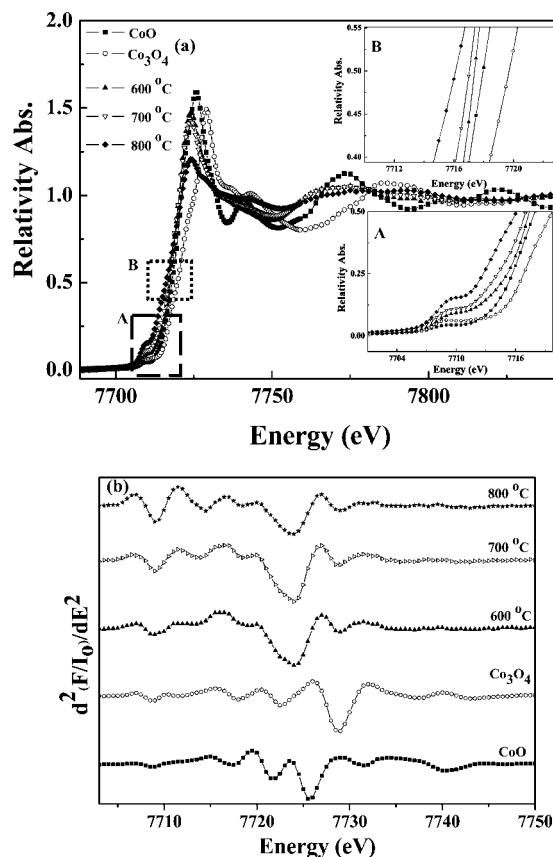 (a)
CoO
Co3O4
600 °C
700 °C
800 °C
Relativity Abs.
2.0
1.5
1.0
0.5
0.0
B
A
7700 7750 7800
Energy (eV)
B
Relativity Abs.
0.55
0.50
0.45
0.40
7712 7716 7720
Energy (eV)
A
Relativity Abs.
0.50
0.25
0.00
7704 7710 7716
Energy (eV)
(b)
d²(F/I0)/dE²
800 °C
700 °C
600 °C
Co3O4
CoO
7710 7720 7730 7740 7750
Energy (eV)